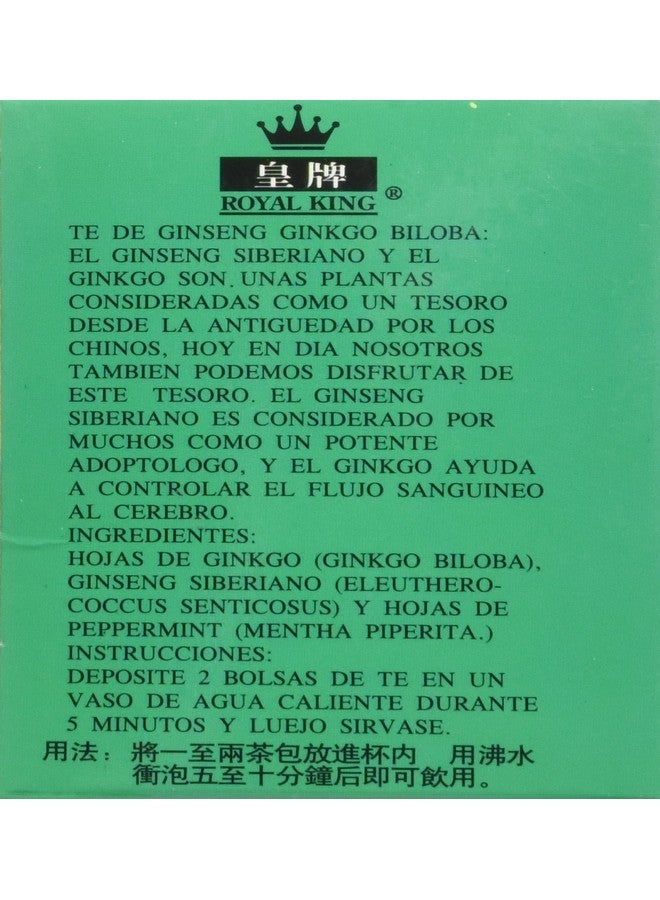 皇牌
ROYAL KING ®
TE DE GINSENG GINKGO BILOBA:
EL GINSENG SIBERIANO Y EL
GINKGO SON. UNAS PLANTAS
CONSIDERADAS COMO UN TESORO
DESDE LA ANTIGUEDAD POR LOS
CHINOS, HOY EN DIA NOSOTROS
TAMBIEN PODEMOS DISFRUTAR DE
ESTE TESORO. EL GINSENG
SIBERIANO ES CONSIDERADO POR
MUCHOS COMO UN POTENTE
ADOPTOLOGO, Y EL GINKGO AYUDA
A CONTROLAR EL FLUJO SANGUINEO
AL CEREBRO.
INGREDIENTES:
HOJAS DE GINKGO (GINKGO BILOBA),
GINSENG SIBERIANO (ELEUTHERO-
COCCUS SENTICOSUS) Y HOJAS DE
PEPPERMINT (MENTHA PIPERITA.)
INSTRUCCIONES:
DEPOSITE 2 BOLSAS DE TE EN UN
VASO DE AGUA CALIENTE DURANTE
5 MINUTOS Y LUEJO SIRVASE.
用法：將一至兩茶包放進杯内 用沸水
衝泡五至十分鐘后即可飲用。